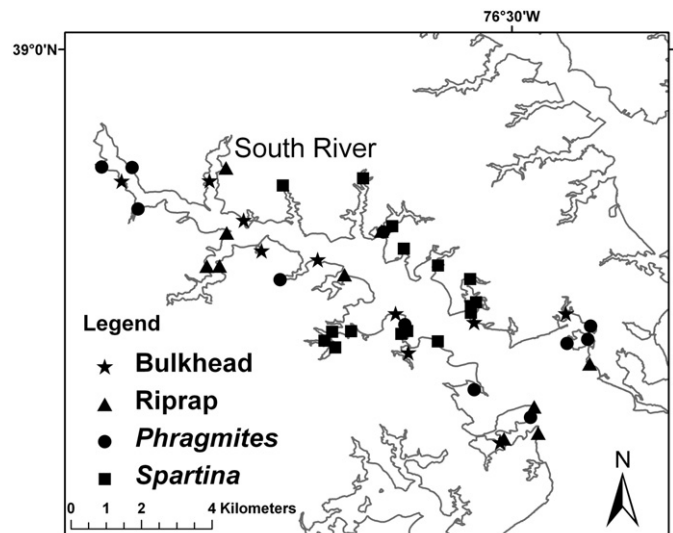 76°30'W
39°0'N
South River
Legend
Bulkhead
Riprap
Phragmites
Spartina
0 1 2 4 Kilometers
N